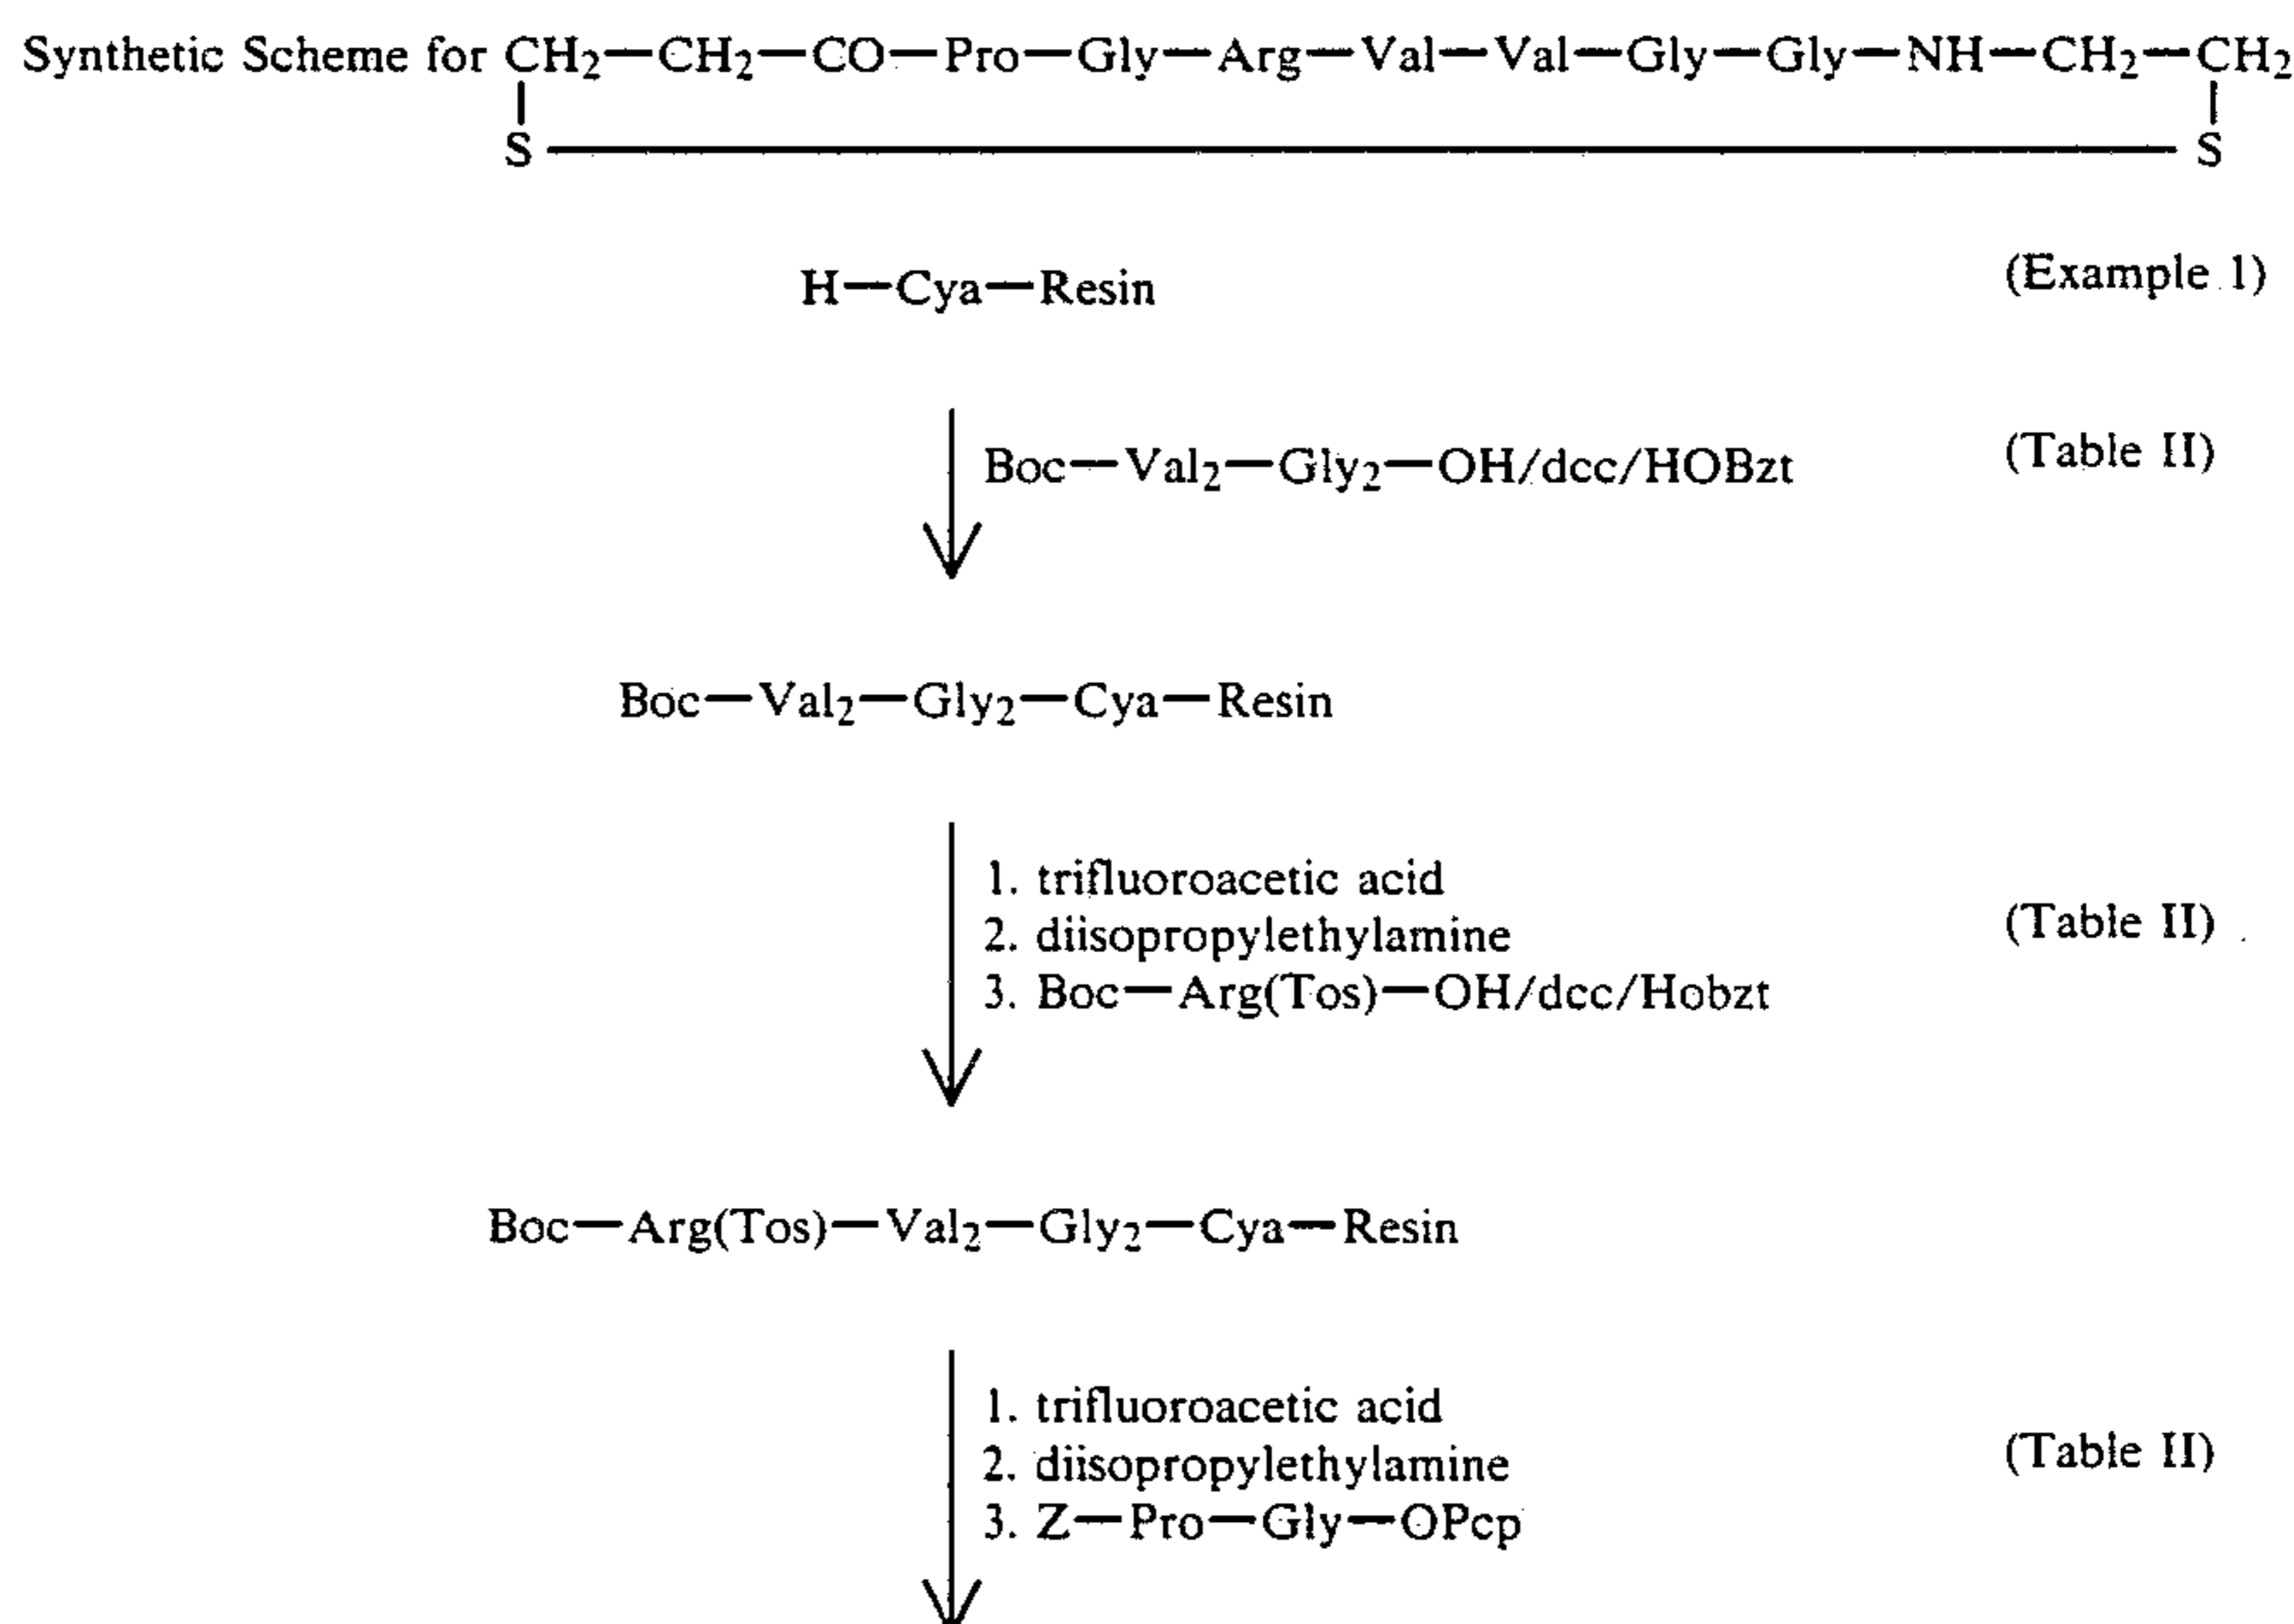 Synthetic Scheme for CH₂—CH₂—CO—Pro—Gly—Arg—Val—Val—Gly—Gly—NH—CH₂—CH₂
S—S
H—Cya—Resin (Example 1)
Boc—Val₂—Gly₂—OH/dcc/HOBzt (Table II)
Boc—Val₂—Gly₂—Cya—Resin
1. trifluoroacetic acid
2. diisopropylethylamine (Table II)
3. Boc—Arg(Tos)—OH/dcc/Hobzt
Boc—Arg(Tos)—Val₂—Gly₂—Cya—Resin
1. trifluoroacetic acid
2. diisopropylethylamine (Table II)
3. Z—Pro—Gly—OPcp